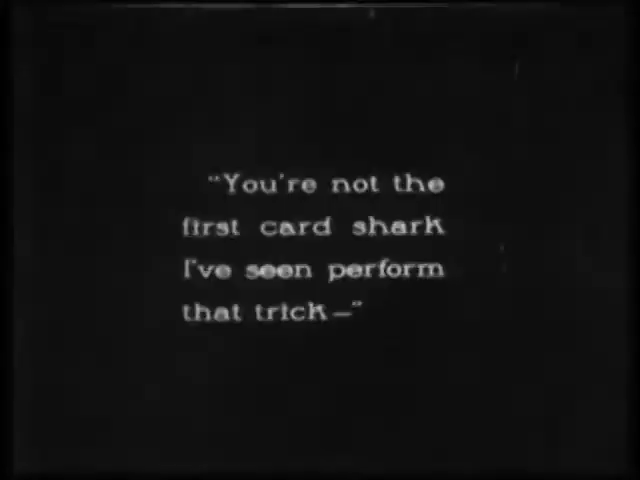 "You're not the
first card shark
I've seen perform
that trick—"